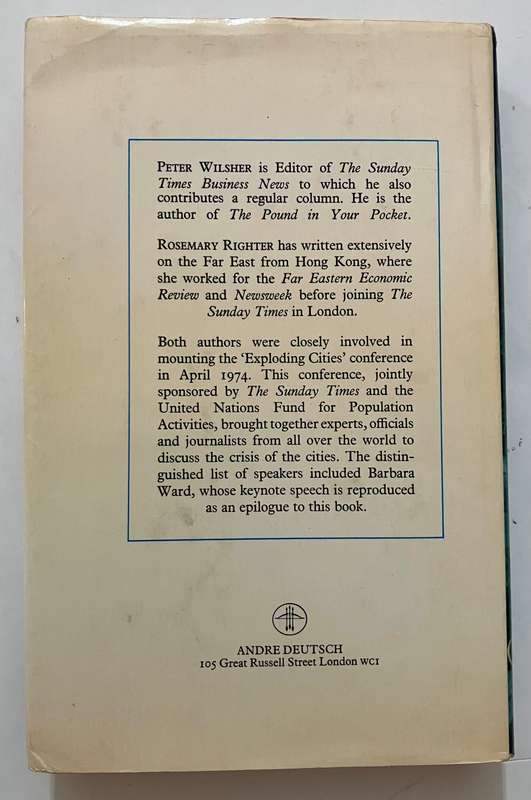 PETER WILSHER is Editor of The Sunday
Times Business News to which he also
contributes a regular column. He is the
author of The Pound in Your Pocket.
ROSEMARY RIGHTER has written extensively
on the Far East from Hong Kong, where
she worked for the Far Eastern Economic
Review and Newsweek before joining The
Sunday Times in London.
Both authors were closely involved in
mounting the ‘Exploding Cities’ conference
in April 1974. This conference, jointly
sponsored by The Sunday Times and the
United Nations Fund for Population
Activities, brought together experts, officials
and journalists from all over the world to
discuss the crisis of the cities. The distin-
guished list of speakers included Barbara
Ward, whose keynote speech is reproduced
as an epilogue to this book.
ANDRE DEUTSCH
105 Great Russell Street London WC1